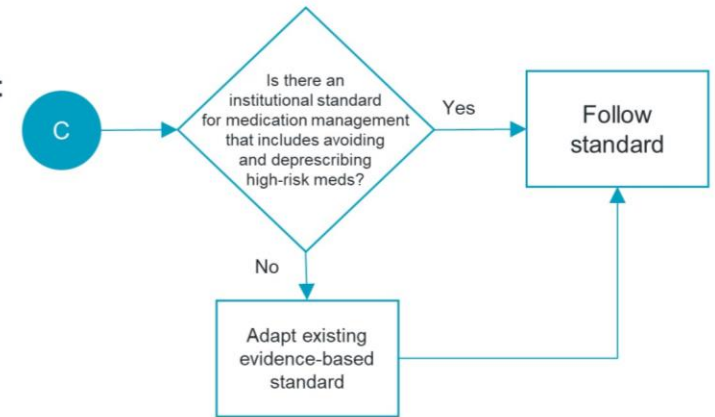 :
C
Is there an
institutional standard
for medication management
that includes avoiding
and deprescribing
high-risk meds?
Yes
Follow
standard
No
Adapt existing
evidence-based
standard